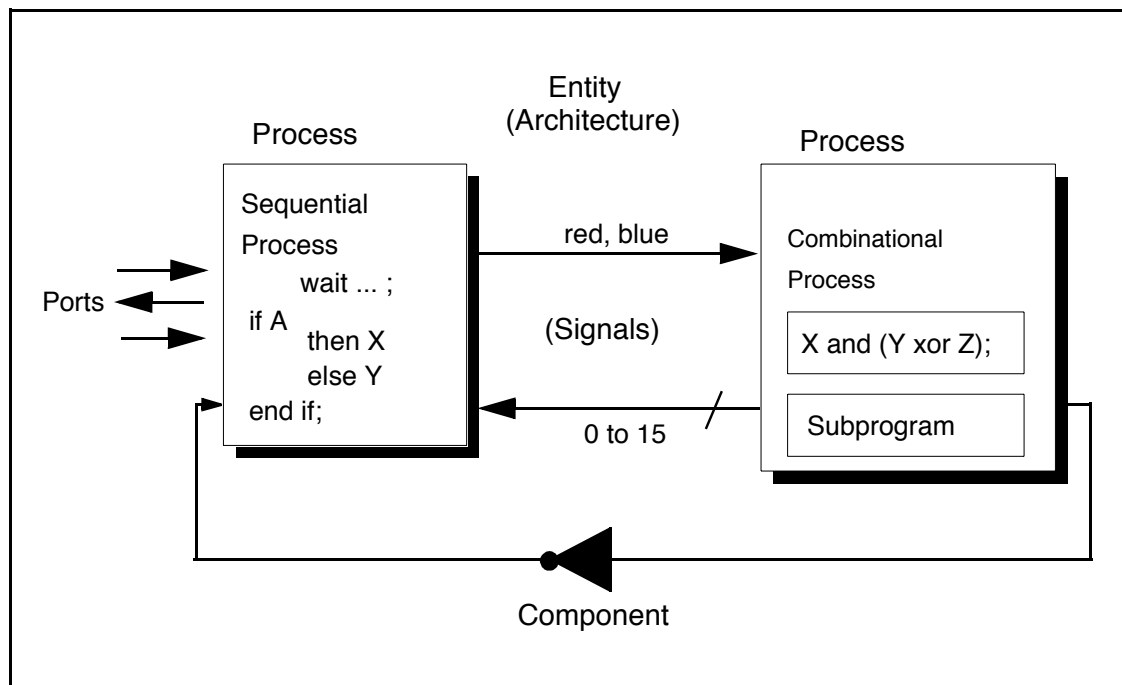 Entity
(Architecture)
Process
Sequential
Process
wait ... ;
if A
then X
else Y
end if;
Ports
red, blue
(Signals)
0 to 15
Process
Combinational
Process
X and (Y xor Z);
Subprogram
Component